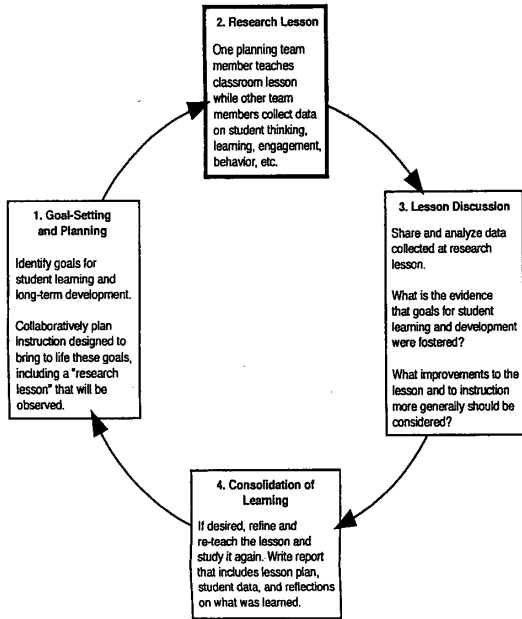 2. Research Lesson
One planning team
member teaches
classroom lesson
while other team
members collect data
on student thinking,
learning, engagement,
behavior, etc.
1. Goal-Setting
and Planning
Identify goals for
student learning and
long-term development.
Collaboratively plan
instruction designed to
bring to life these goals,
including a "research
lesson" that will be
observed.
3. Lesson Discussion
Share and analyze data
collected at research
lesson.
What is the evidence
that goals for student
learning and development
were fostered?
What improvements to the
lesson and to instruction
more generally should be
considered?
4. Consolidation of
Learning
If desired, refine and
re-teach the lesson and
study it again. Write report
that includes lesson plan,
student data, and reflections
on what was learned.